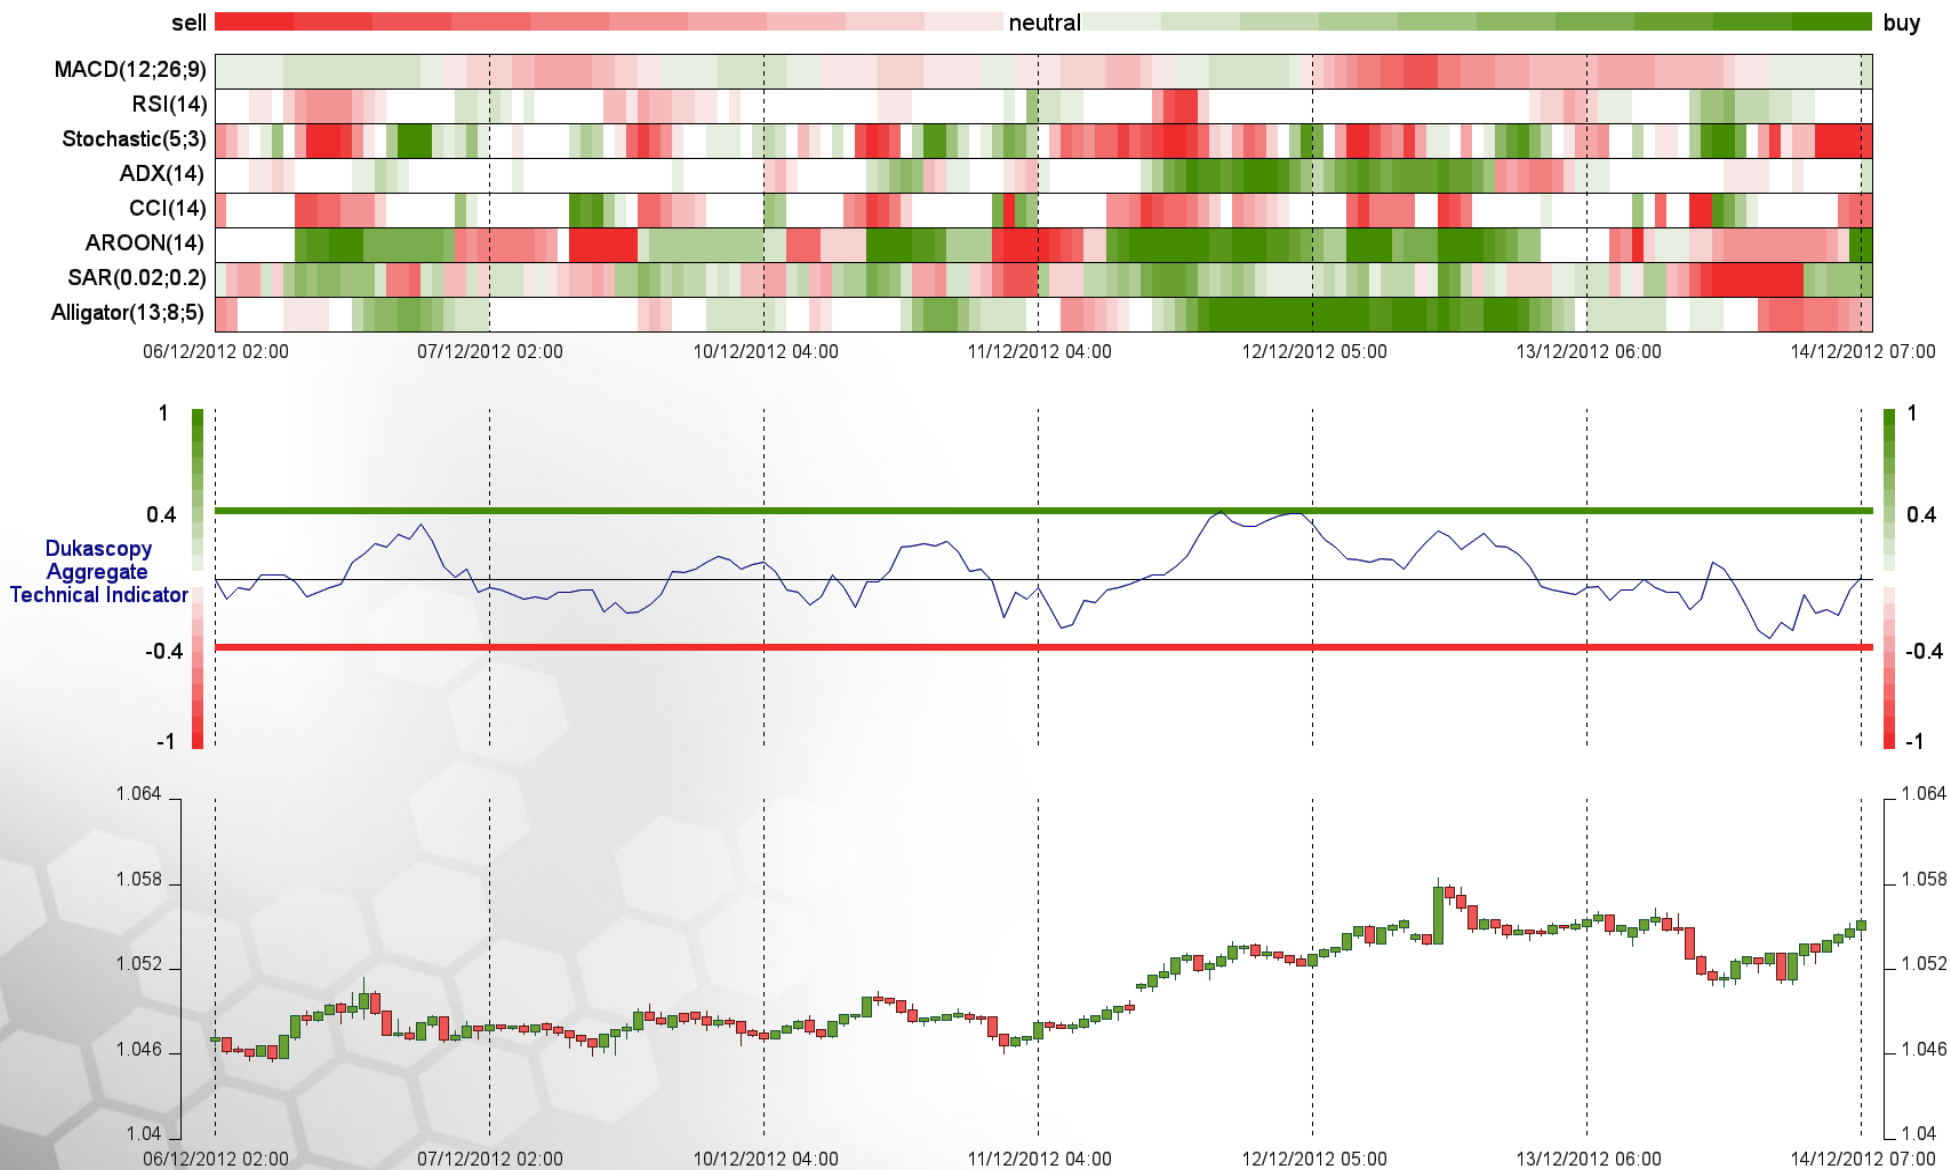 sell neutral buy
MACD(12;26;9)
RSI(14)
Stochastic(5;3)
ADX(14)
CCI(14)
AROON(14)
SAR(0.02;0.2)
Alligator(13;8;5)
06/12/2012 02:00 07/12/2012 02:00 10/12/2012 04:00 11/12/2012 04:00 12/12/2012 05:00 13/12/2012 06:00 14/12/2012 07:00
1 1
0.4 0.4
Dukascopy
Aggregate
Technical Indicator
-0.4 -0.4
-1 -1
1.064 1.064
1.058 1.058
1.052 1.052
1.046 1.046
1.04 1.04
06/12/2012 02:00 07/12/2012 02:00 10/12/2012 04:00 11/12/2012 04:00 12/12/2012 05:00 13/12/2012 06:00 14/12/2012 07:00